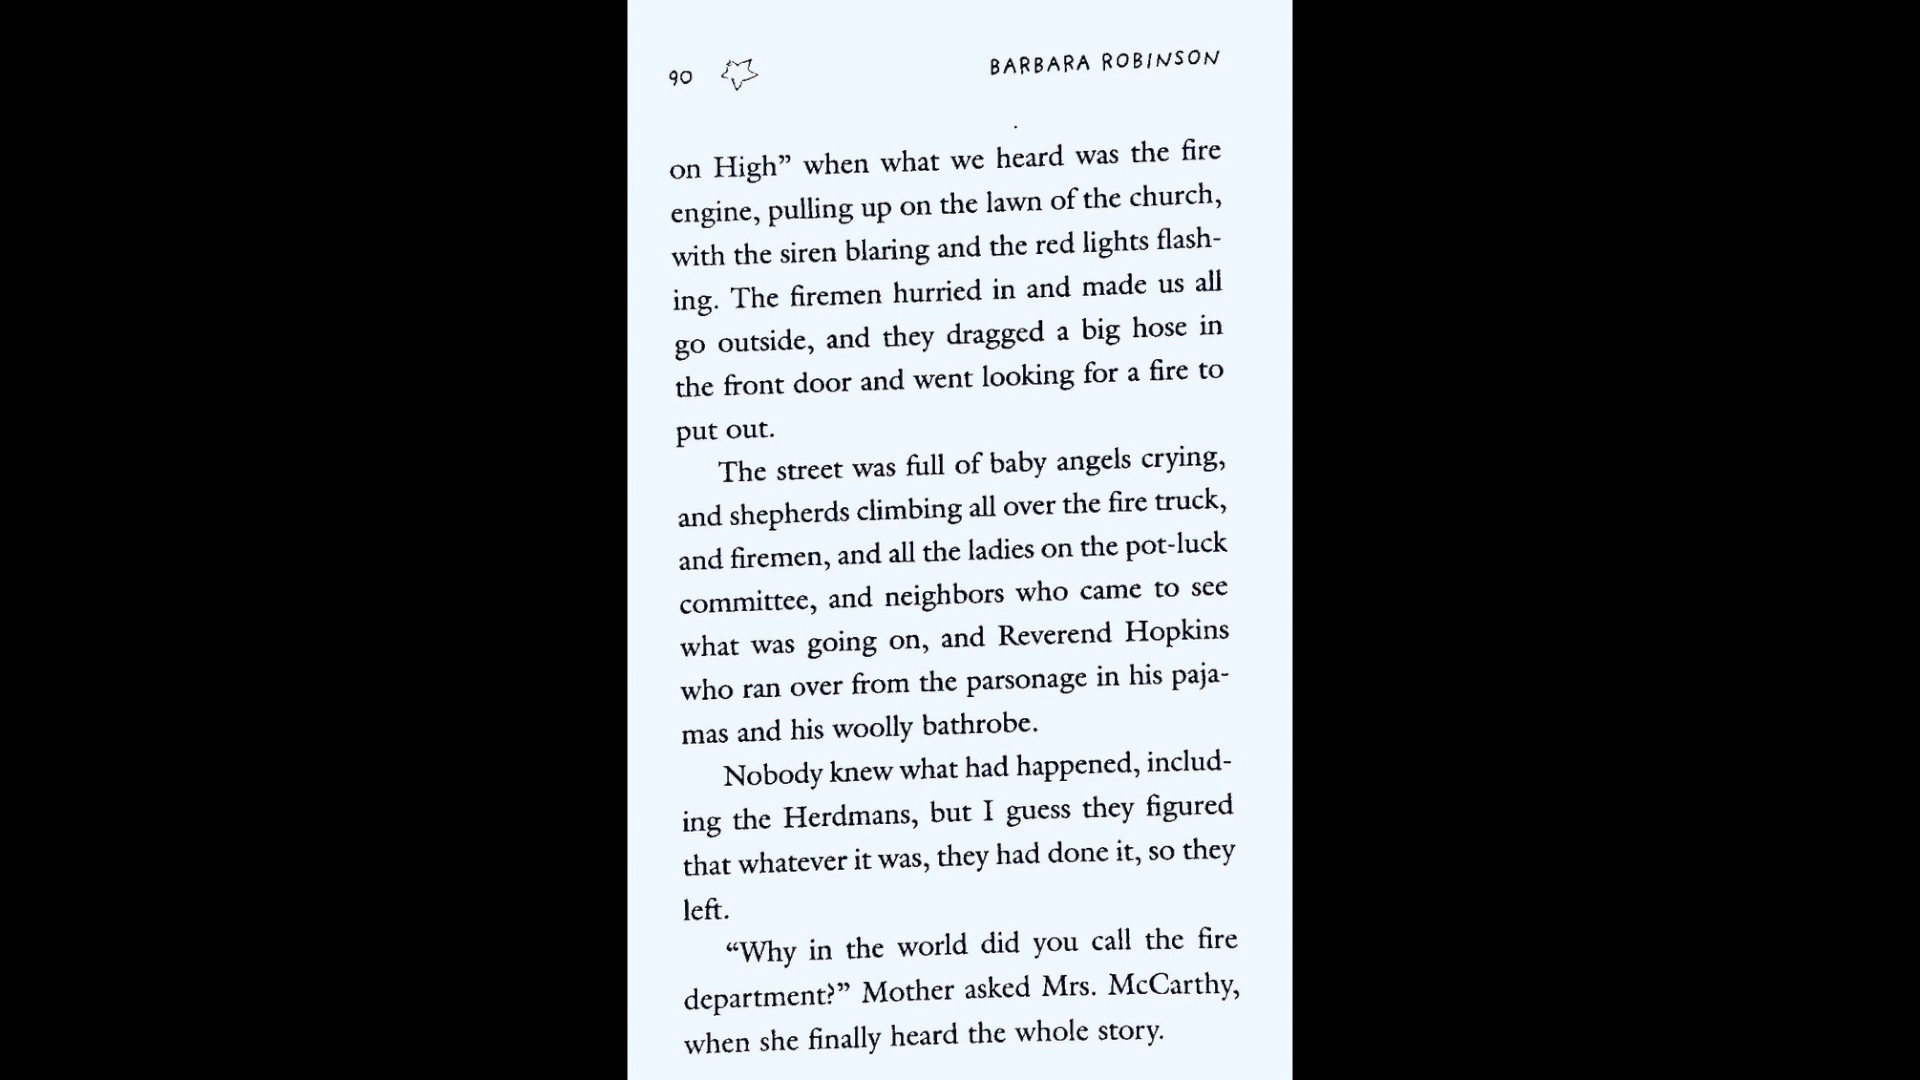 90 BARBARA ROBINSON
on High” when what we heard was the fire
engine, pulling up on the lawn of the church,
with the siren blaring and the red lights flash-
ing. The firemen hurried in and made us all
go outside, and they dragged a big hose in
the front door and went looking for a fire to
put out.
The street was full of baby angels crying,
and shepherds climbing all over the fire truck,
and firemen, and all the ladies on the pot-luck
committee, and neighbors who came to see
what was going on, and Reverend Hopkins
who ran over from the parsonage in his paja-
mas and his woolly bathrobe.
Nobody knew what had happened, includ-
ing the Herdmans, but I guess they figured
that whatever it was, they had done it, so they
left.
“Why in the world did you call the fire
department?” Mother asked Mrs. McCarthy,
when she finally heard the whole story.